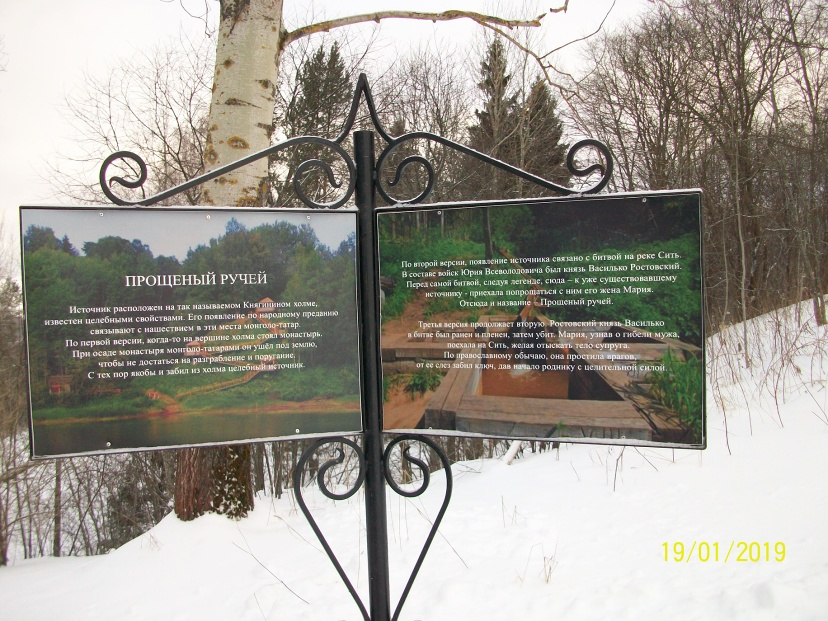 ПРОЩЕНЫЙ РУЧЕЙ
Источник расположен на так называемом Княгинином холме,
известен целебными свойствами. Его появление по народному преданию
связывают с нашествием в эти места монголо-татар.
По первой версии, когда-то на вершине холма стоял монастырь.
При осаде монастыря монголо-татарами он ушёл под землю,
чтобы не достаться на разграбление и поругание.
С тех пор якобы и забил из холма целебный источник.
По второй версии, появление источника связано с битвой на реке Сить.
В составе войск Юрия Всеволодовича был князь Василько Ростовский.
Перед самой битвой, следуя легенде, сюда – к уже существовавшему
источнику - приехала попрощаться с ним его жена Мария.
Отсюда и название – Прощеный ручей.
Третья версия продолжает вторую. Ростовский князь Василько
в битве был ранен и пленен, затем убит. Мария, узнав о гибели мужа,
поехала на Сить, желая отыскать тело супруга.
По православному обычаю, она простила врагов,
от ее слез забил ключ, дав начало роднику с целительной силой.
19/01/2019